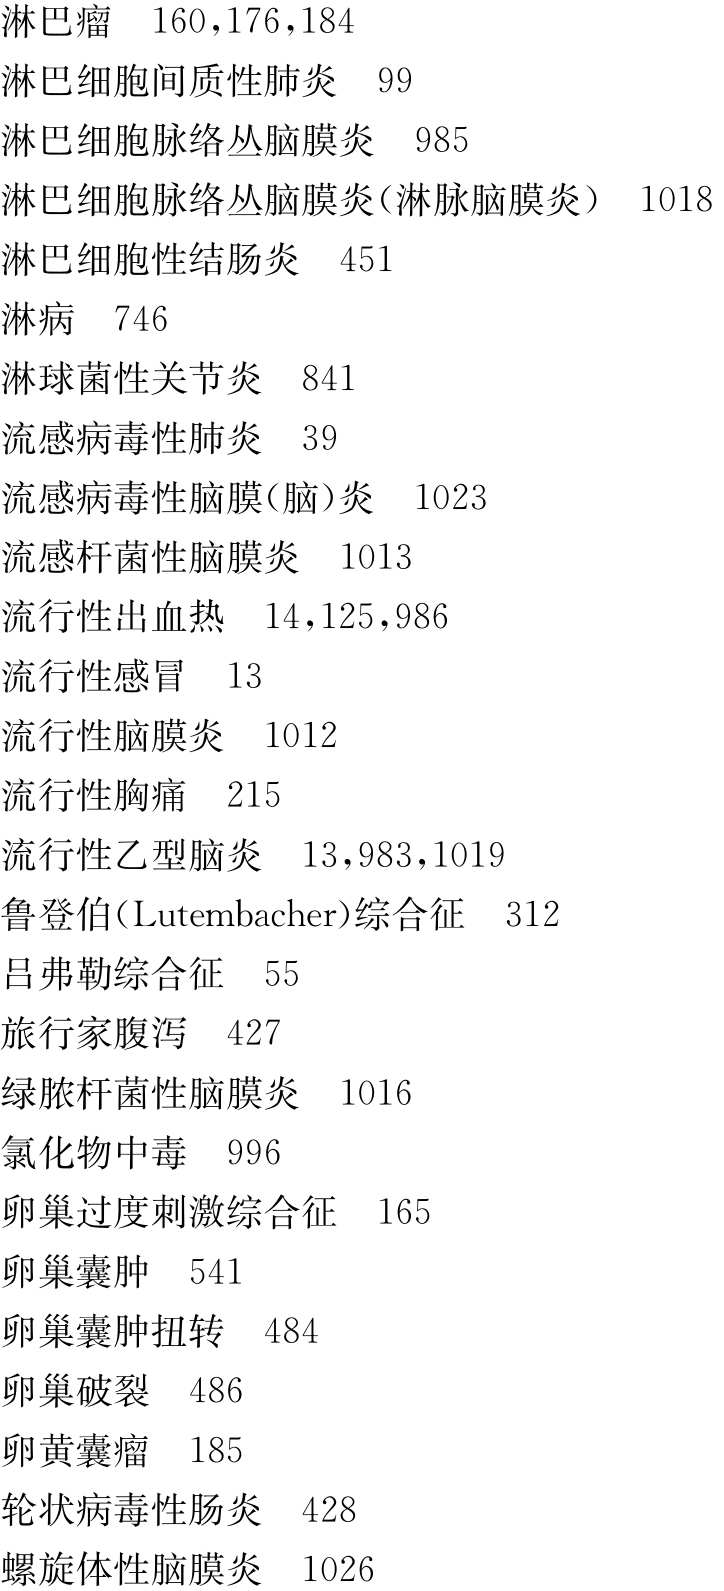 淋巴瘤　160,176,184
淋巴细胞间质性肺炎　99
淋巴细胞脉络丛脑膜炎　985
淋巴细胞脉络丛脑膜炎(淋脉脑膜炎)　1018
淋巴细胞性结肠炎　451
淋病　746
淋球菌性关节炎　841
流感病毒性肺炎　39
流感病毒性脑膜(脑)炎　1023
流感杆菌性脑膜炎　1013
流行性出血热　14,125,986
流行性感冒　13
流行性脑膜炎　1012
流行性胸痛　215
流行性乙型脑炎　13,983,1019
鲁登伯(Lutembacher)综合征　312
吕弗勒综合征　55
旅行家腹泻　427
绿脓杆菌性脑膜炎　1016
氯化物中毒　996
卵巢过度刺激综合征　165
卵巢囊肿　541
卵巢囊肿扭转　484
卵巢破裂　486
卵黄囊瘤　185
轮状病毒性肠炎　428
螺旋体性脑膜炎　1026